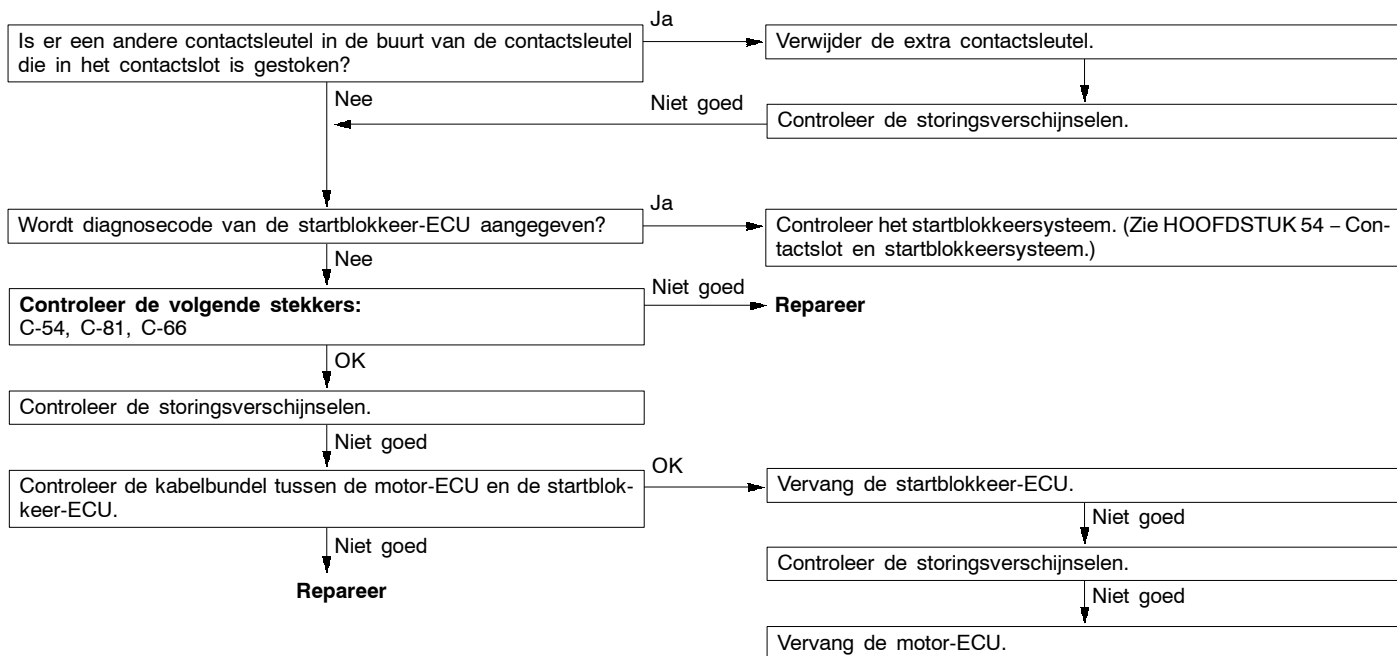 Is er een andere contactsleutel in de buurt van de contactsleutel
die in het contactslot is gestoken?
Ja
Verwijder de extra contactsleutel.
Nee
Niet goed
Controleer de storingsverschijnselen.
Wordt diagnosecode van de startblokkeer-ECU aangegeven?
Ja
Controleer het startblokkeersysteem. (Zie HOOFDSTUK 54 – Con-
tactslot en startblokkeersysteem.)
Nee
Controleer de volgende stekkers:
C-54, C-81, C-66
Niet goed
Repareer
OK
Controleer de storingsverschijnselen.
Niet goed
Controleer de kabelbundel tussen de motor-ECU en de startblok-
keer-ECU.
OK
Vervang de startblokkeer-ECU.
Niet goed
Niet goed
Repareer
Controleer de storingsverschijnselen.
Niet goed
Vervang de motor-ECU.